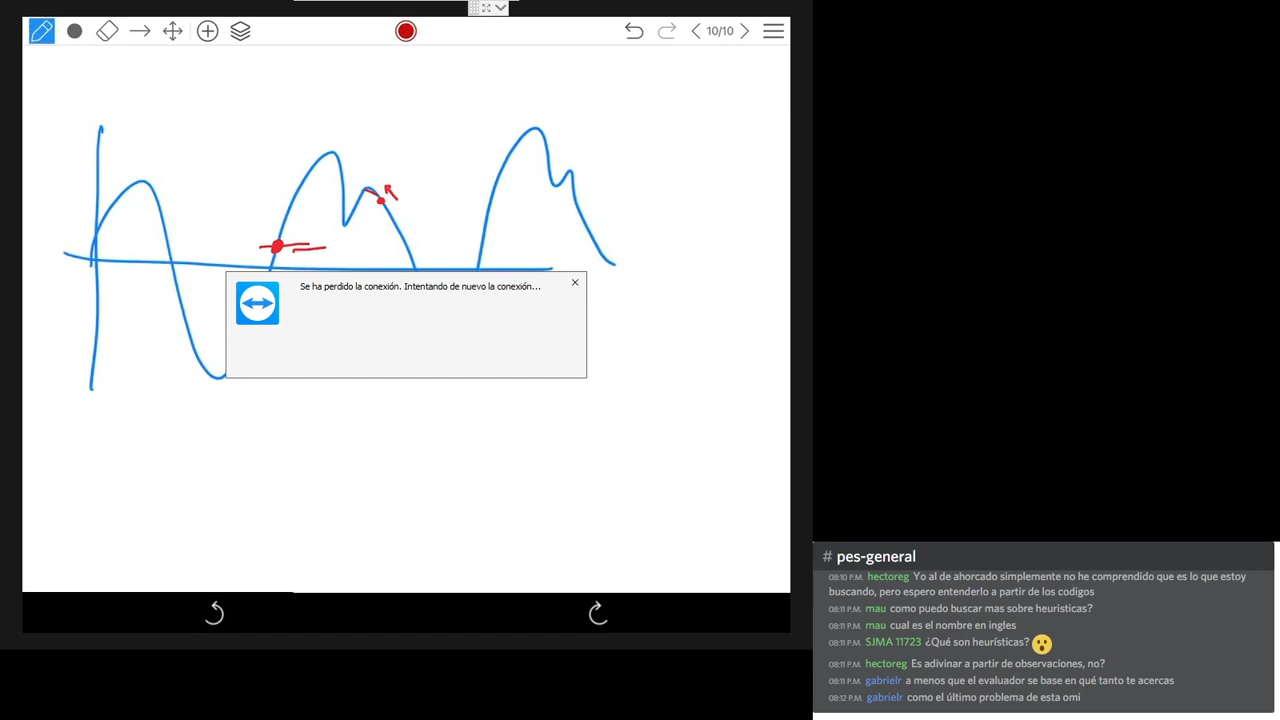 10/10
Se ha perdido la conexión. Intentando de nuevo la conexión...
# pes-general
08:10 P.M. hectoreg Yo al de ahorcado simplemente no he comprendido que es lo que estoy
buscando, pero espero entenderlo a partir de los codigos
08:11 P.M. mau como puedo buscar mas sobre heuristicas?
08:11 P.M. mau cual es el nombre en ingles
08:11 P.M. SJMA 11723 ¿Qué son heurísticas? 😮
08:11 P.M. hectoreg Es adivinar a partir de observaciones, no?
08:11 P.M. gabrielr a menos que el evaluador se base en qué tanto te acercas
08:12 P.M. gabrielr como el último problema de esta omi